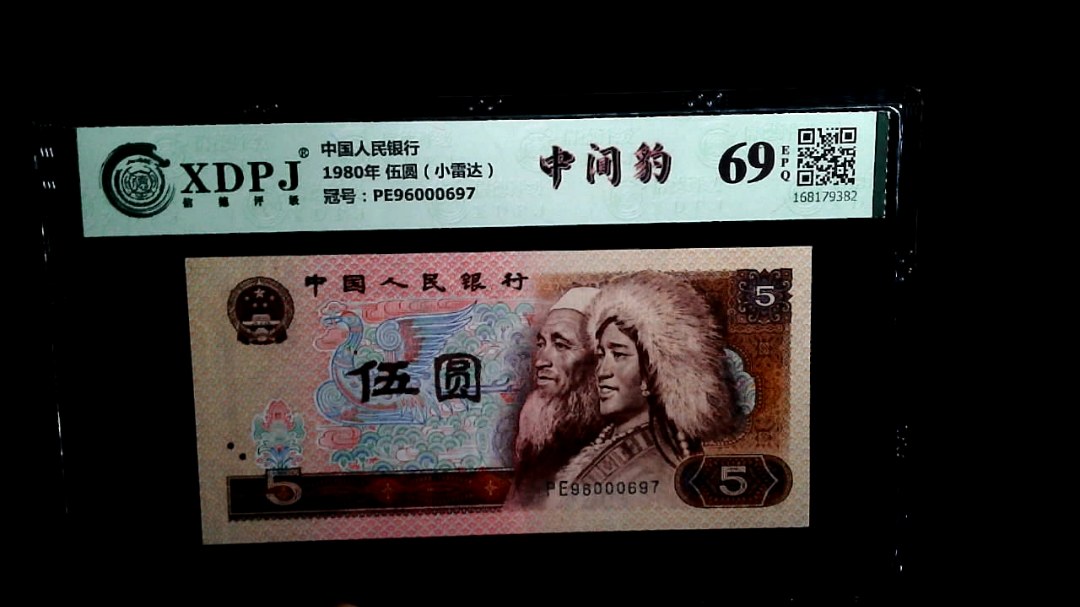 XDPJ®
信德评级
中国人民银行
1980年 伍圆（小雷达）
冠号：PE96000697
中间豹
69
EPQ
168179382
中国人民银行
5
伍圆
5
PE96000697
5